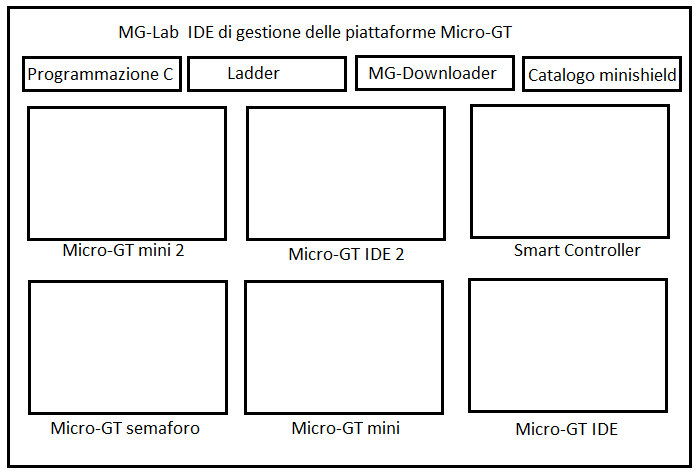 MG-Lab IDE di gestione delle piattaforme Micro-GT
Programmazione C Ladder MG-Downloader Catalogo minishield
Micro-GT mini 2 Micro-GT IDE 2 Smart Controller
Micro-GT semaforo Micro-GT mini Micro-GT IDE